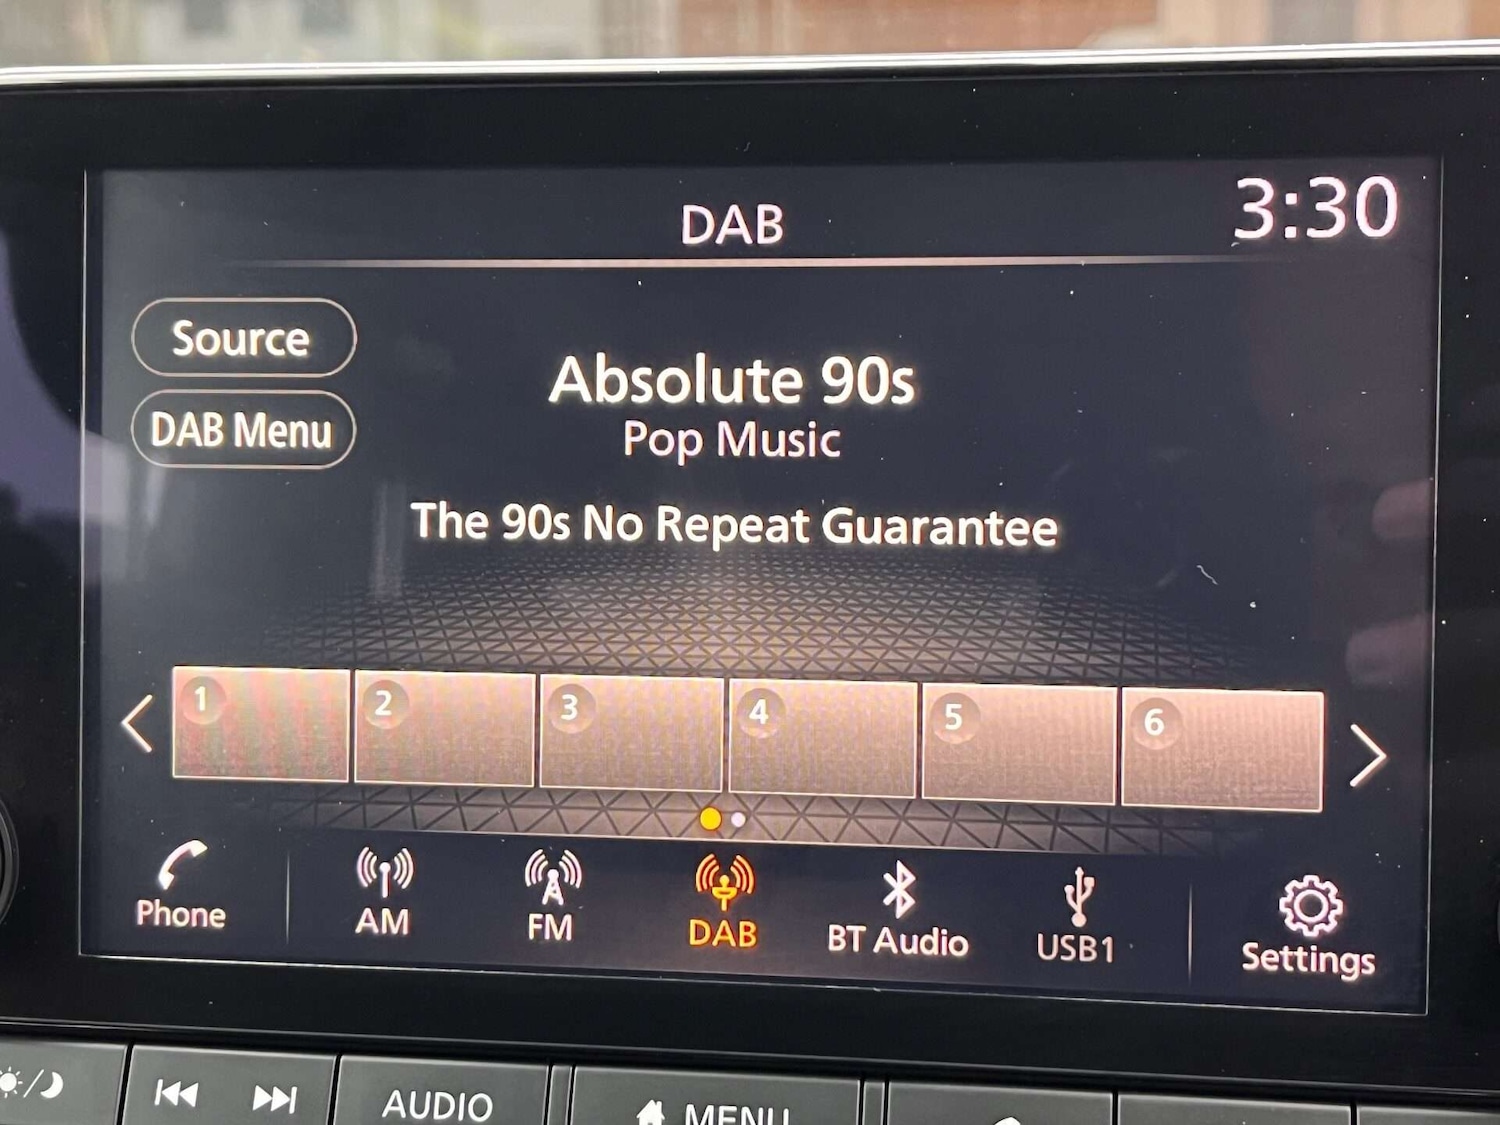 DAB
3:30
Source
DAB Menu
Absolute 90s
Pop Music
The 90s No Repeat Guarantee
1 2 3 4 5 6
Phone AM FM DAB BT Audio USB1 Settings
AUDIO MENU